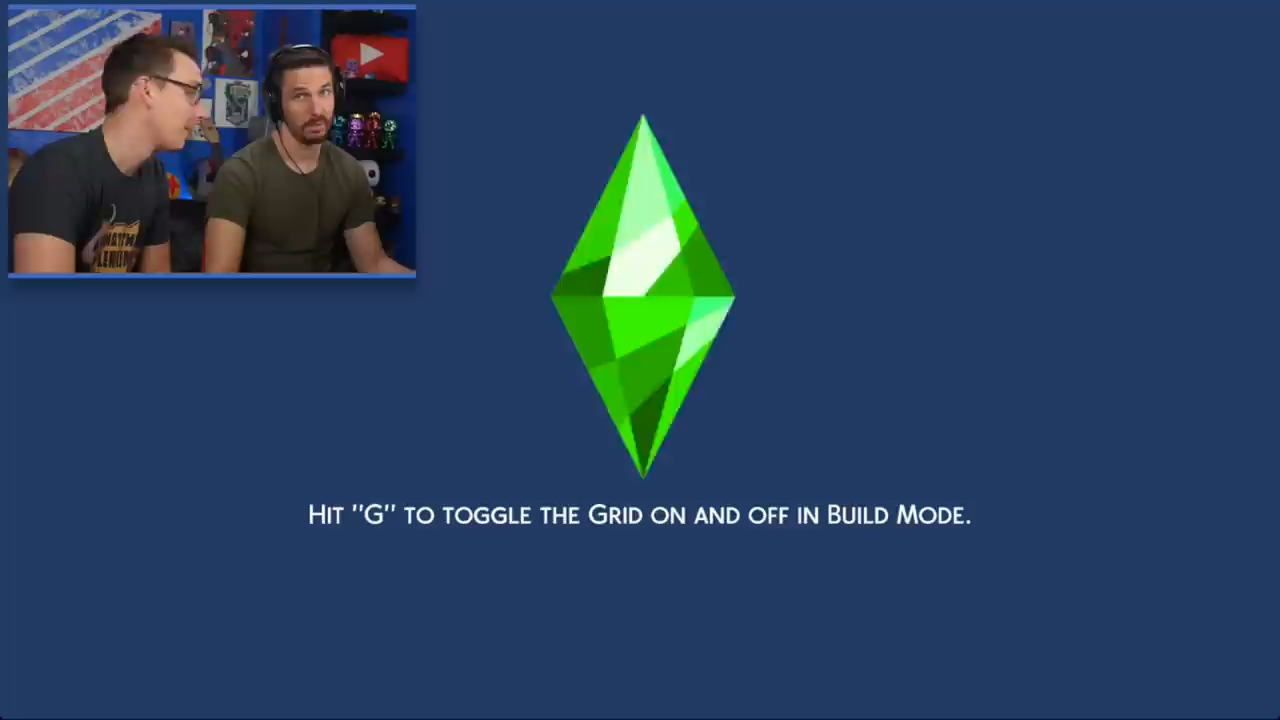 HIT "G" TO TOGGLE THE GRID ON AND OFF IN BUILD MODE.